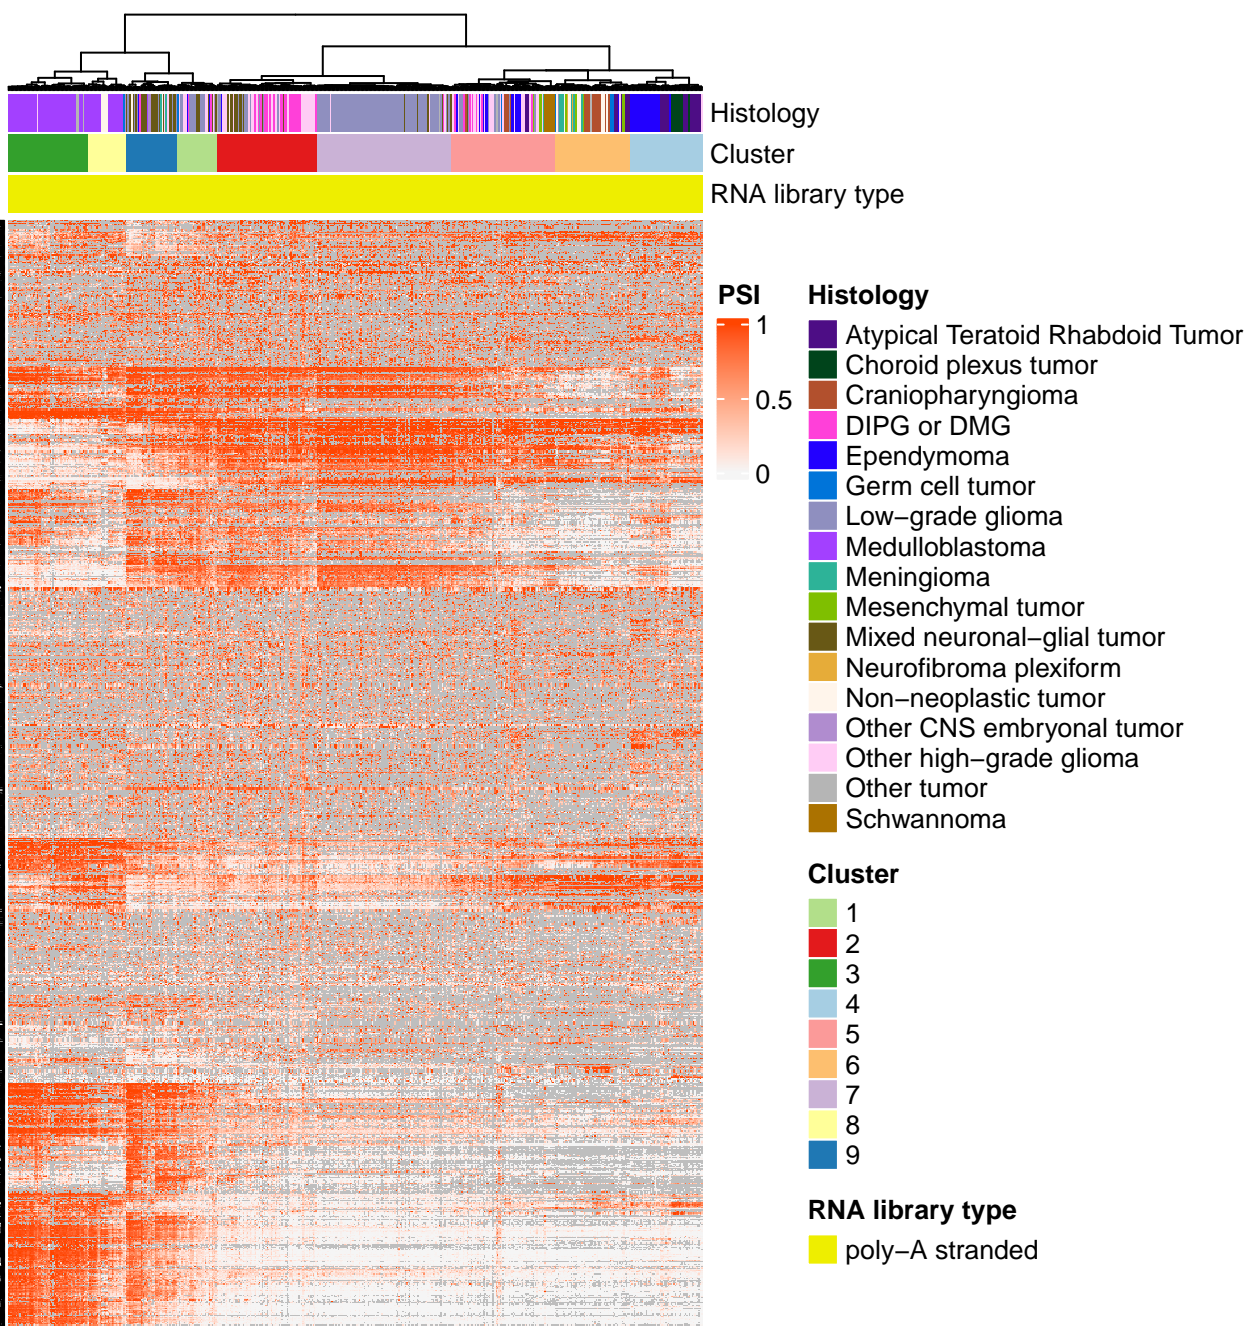 Histology
Cluster
RNA library type
PSI
1
0.5
0
Histology
Atypical Teratoid Rhabdoid Tumor
Choroid plexus tumor
Craniopharyngioma
DIPG or DMG
Ependymoma
Germ cell tumor
Low−grade glioma
Medulloblastoma
Meningioma
Mesenchymal tumor
Mixed neuronal−glial tumor
Neurofibroma plexiform
Non−neoplastic tumor
Other CNS embryonal tumor
Other high−grade glioma
Other tumor
Schwannoma
Cluster
1
2
3
4
5
6
7
8
9
RNA library type
poly−A stranded